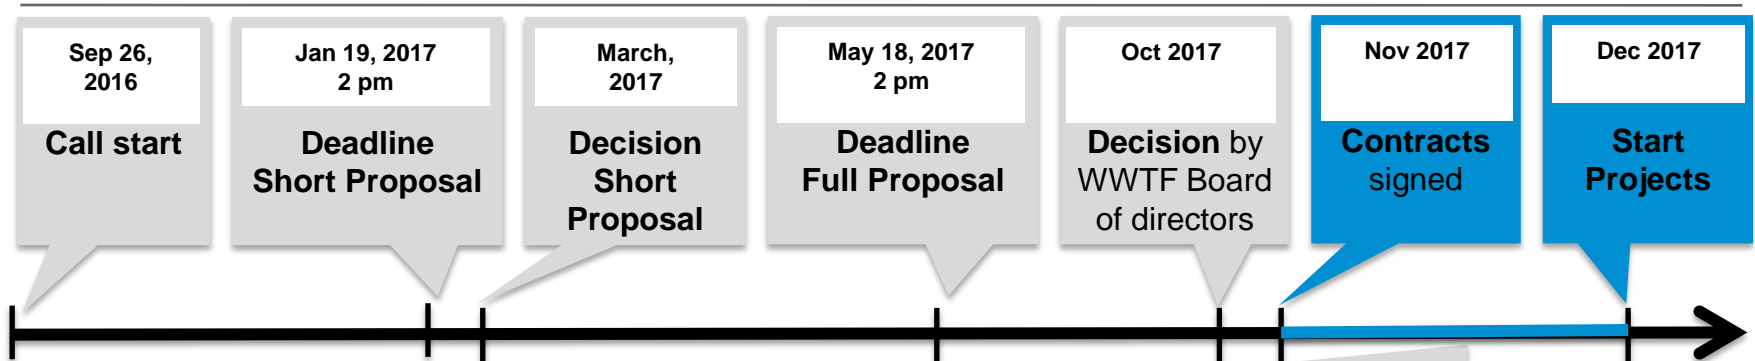 Sep 26,
2016
Call start
Jan 19, 2017
2 pm
Deadline
Short Proposal
March,
2017
Decision
Short
Proposal
May 18, 2017
2 pm
Deadline
Full Proposal
Oct 2017
Decision by
WWTF Board
of directors
Nov 2017
Contracts
signed
Dec 2017
Start
Projects